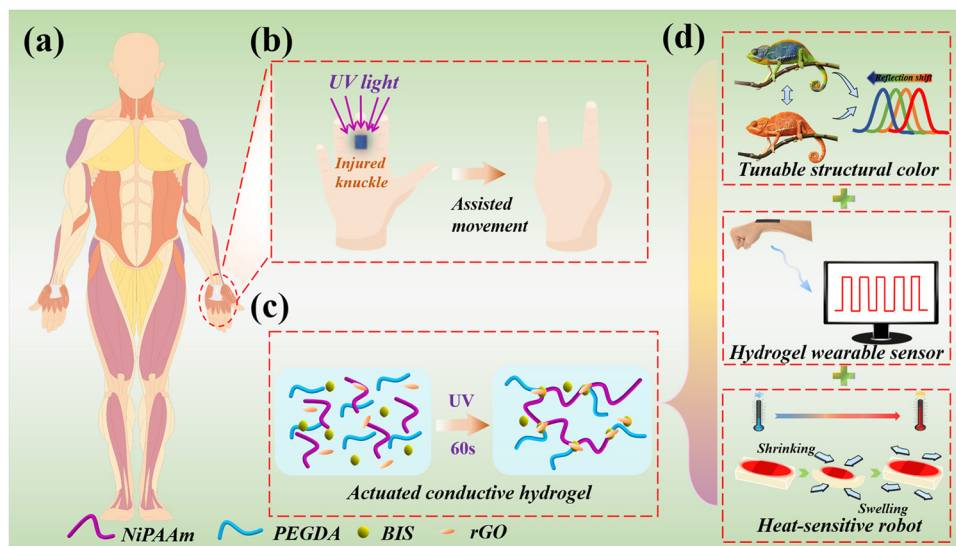 (a)
(b)
UV light
Injured
knuckle
Assisted
movement
(c)
UV
60s
Actuated conductive hydrogel
NiPAAm
PEGDA
BIS
rGO
(d)
Reflection shift
Tunable structural color
Hydrogel wearable sensor
Shrinking
Swelling
Heat-sensitive robot